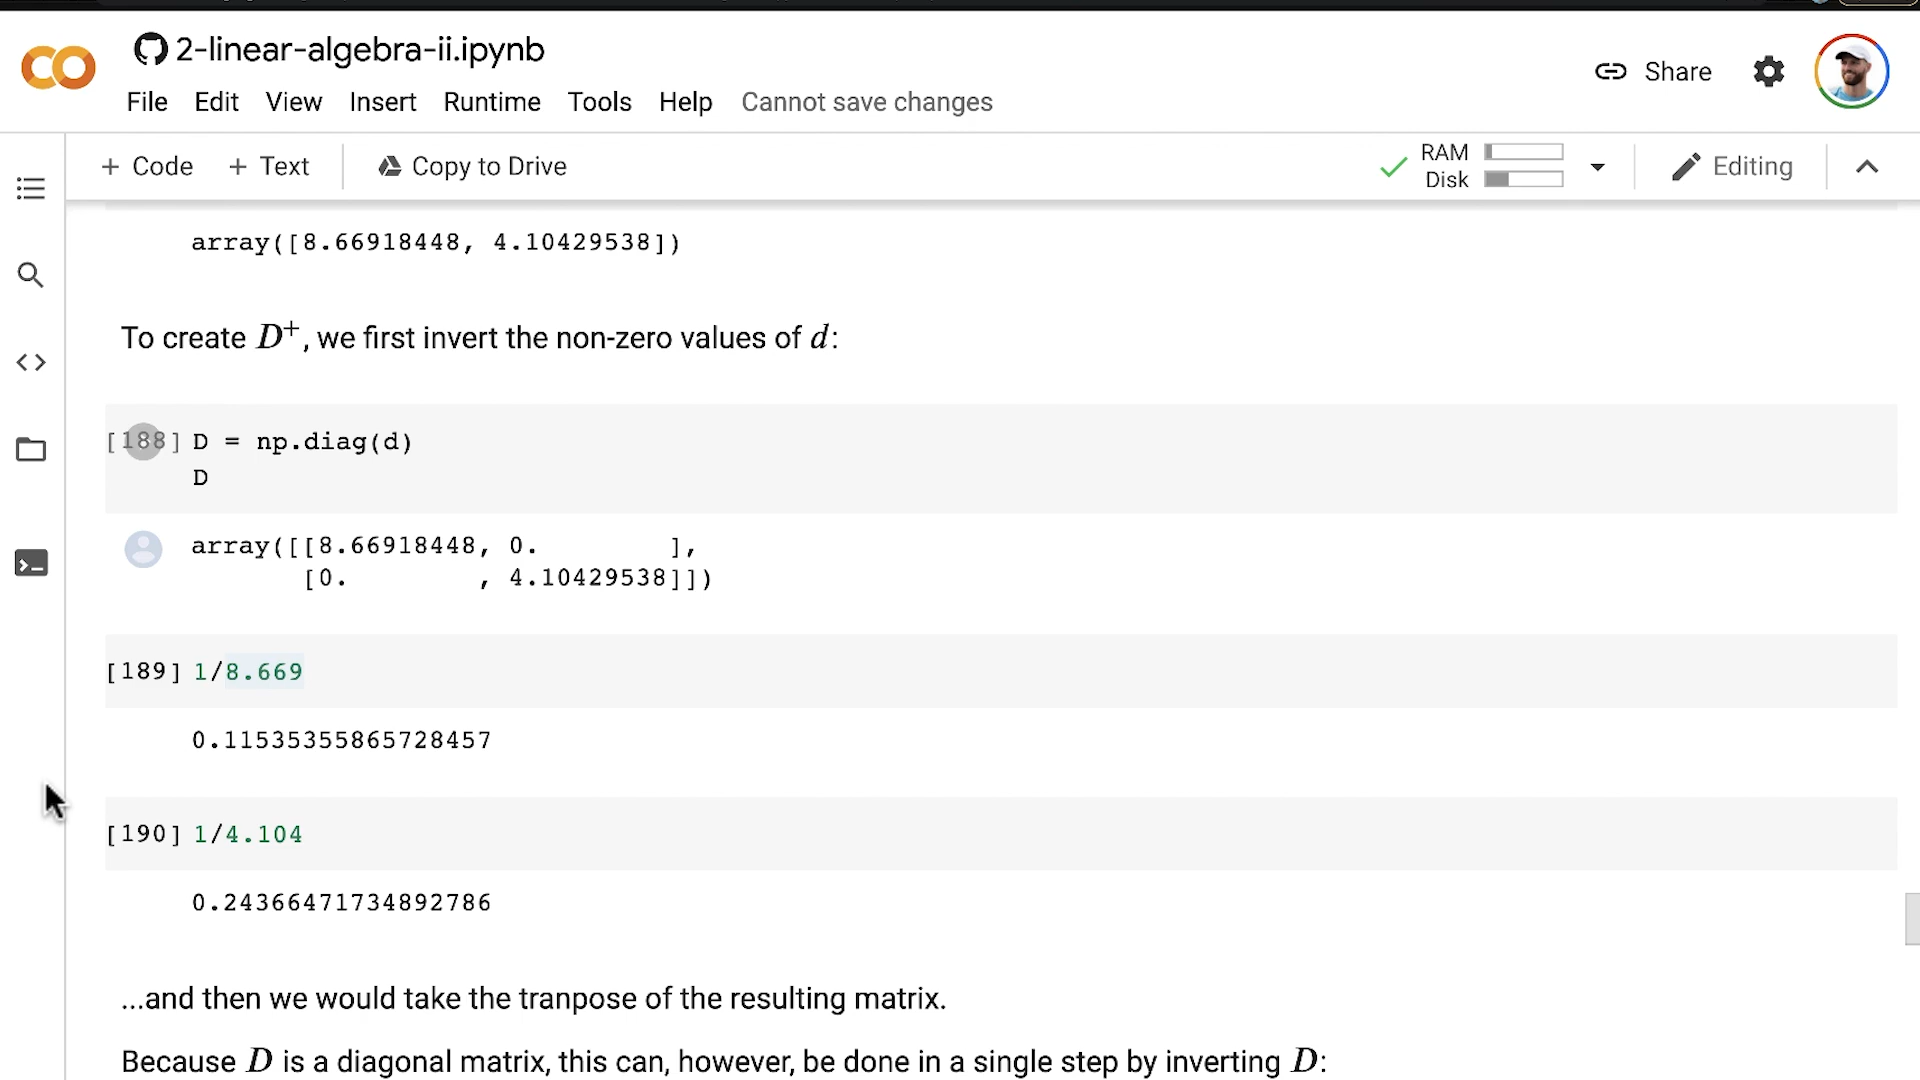 2-linear-algebra-ii.ipynb
File Edit View Insert Runtime Tools Help Cannot save changes
Share
+ Code + Text Copy to Drive
RAM
Disk
Editing
array([8.66918448, 4.10429538])
To create D⁺, we first invert the non-zero values of d:
[188] D = np.diag(d)
D
array([[8.66918448, 0.        ],
[0.        , 4.10429538]])
[189] 1/8.669
0.11535355865728457
[190] 1/4.104
0.24366471734892786
...and then we would take the tranpose of the resulting matrix.
Because D is a diagonal matrix, this can, however, be done in a single step by inverting D: